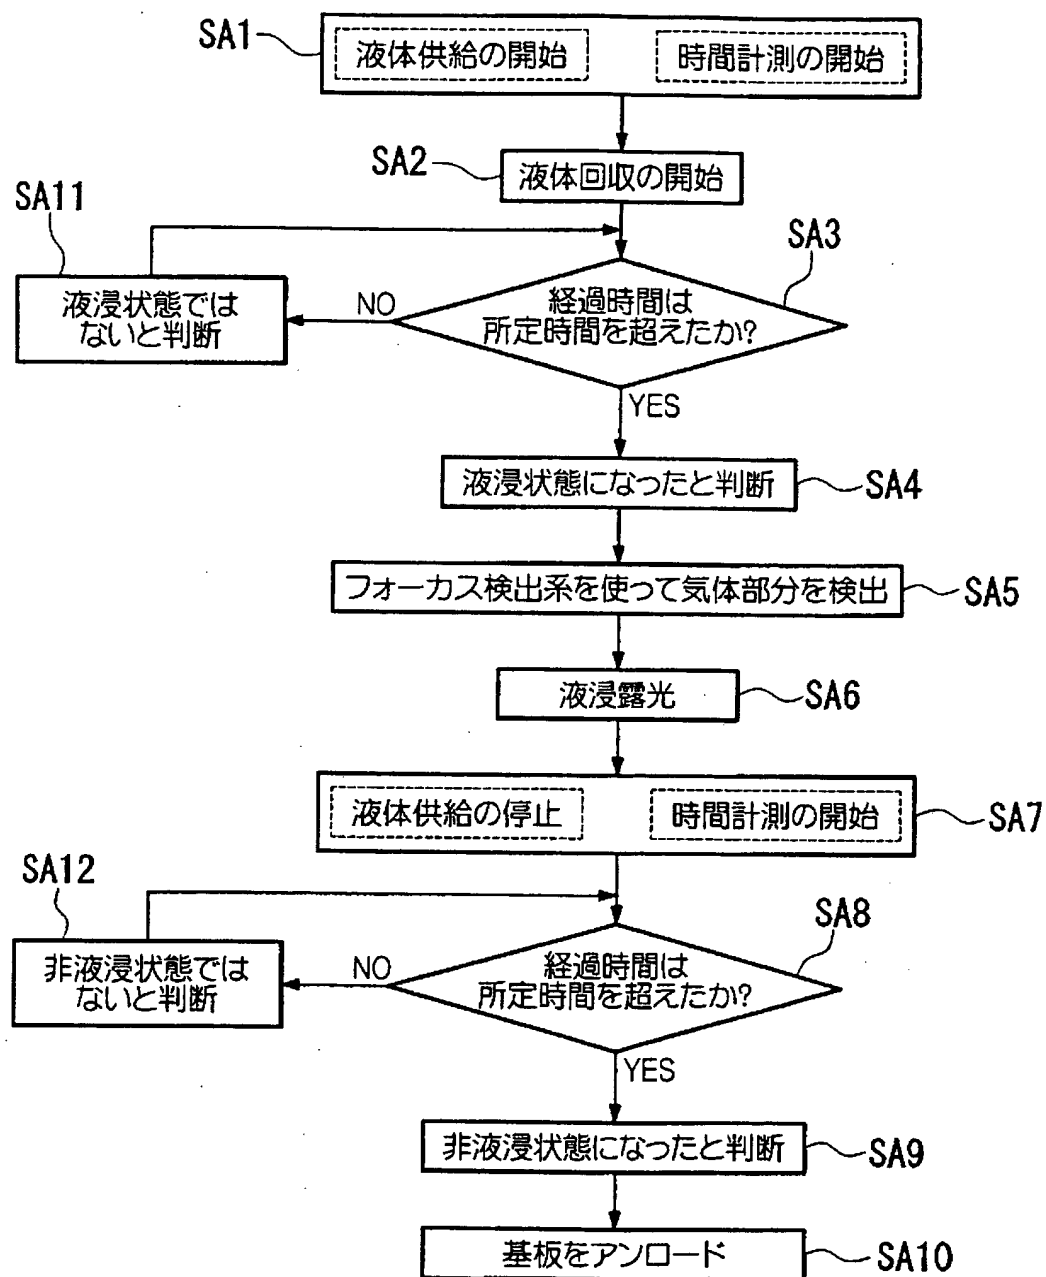 SA1
液体供給の開始
時間計測の開始
SA2
液体回収の開始
SA11
液浸状態では
ないと判断
NO
SA3
経過時間は
所定時間を超えたか?
YES
液浸状態になったと判断
SA4
フォーカス検出系を使って気体部分を検出
SA5
液浸露光
SA6
液体供給の停止
時間計測の開始
SA7
SA12
非液浸状態では
ないと判断
NO
SA8
経過時間は
所定時間を超えたか?
YES
非液浸状態になったと判断
SA9
基板をアンロード
SA10